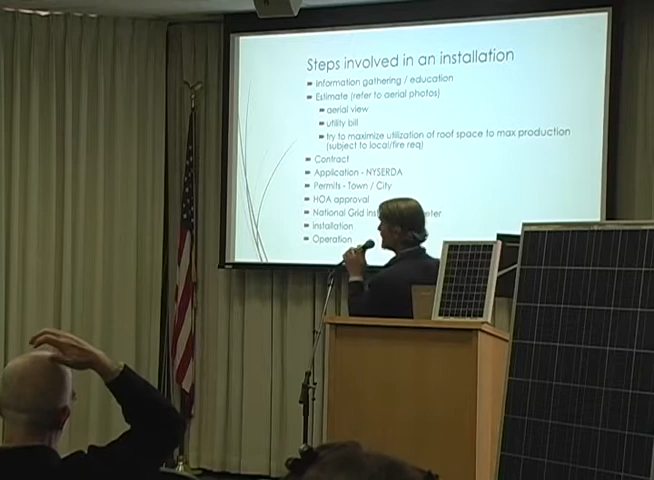 Steps involved in an installation
Information gathering / education
Estimate (refer to aerial photos)
aerial view
utility bill
try to maximize utilization of roof space to max production
(subject to local/fire req)
Contract
Application - NYSERDA
Permits - Town / City
HOA approval
National Grid
Installation
Operation